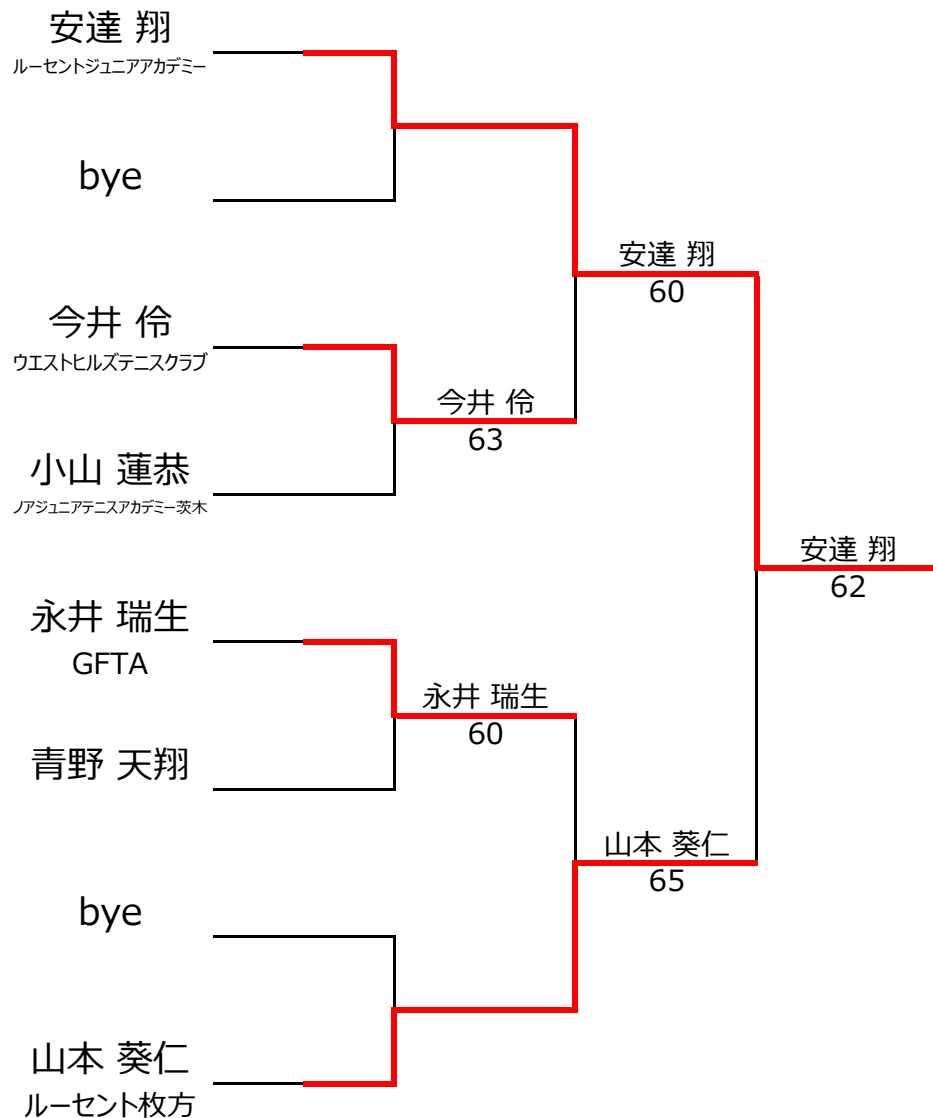 安達 翔
ルーセントジュニアアカデミー
bye
安達 翔
60
今井 伶
ウエストヒルズテニスクラブ
今井 伶
63
小山 蓮恭
ノアジュニアテニスアカデミー茨木
安達 翔
62
永井 瑞生
GFTA
永井 瑞生
60
青野 天翔
山本 葵仁
65
bye
山本 葵仁
ルーセント枚方